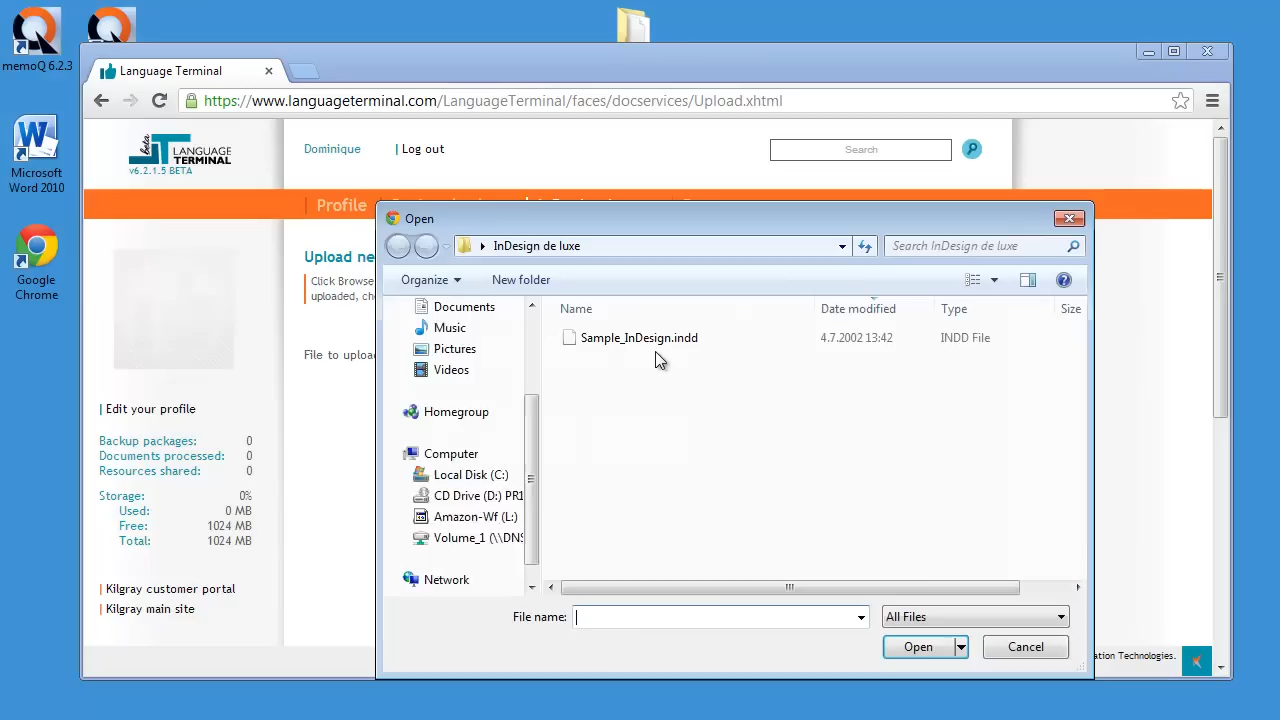 memoQ 6.2.3
Microsoft
Word 2010
Google
Chrome
Language Terminal
https://www.languageterminal.com/LanguageTerminal/faces/docservices/Upload.xhtml
beta
LT LANGUAGE
TERMINAL
v6.2.1.5 BETA
Dominique
| Log out
Search
Profile
Upload ne
Click Browse
uploaded, ch
File to uploa
| Edit your profile
Backup packages: 0
Documents processed: 0
Resources shared: 0
Storage: 0%
Used: 0 MB
Free: 1024 MB
Total: 1024 MB
| Kilgray customer portal
| Kilgray main site
Open
InDesign de luxe
Search InDesign de luxe
Organize
New folder
Name Date modified Type Size
Sample_InDesign.indd 4.7.2002 13:42 INDD File
Documents
Music
Pictures
Videos
Homegroup
Computer
Local Disk (C:)
CD Drive (D:) PR1
Amazon-Wf (L:)
Volume_1 (\\DNS
Network
File name:
All Files
Open
Cancel
ation Technologies.
K